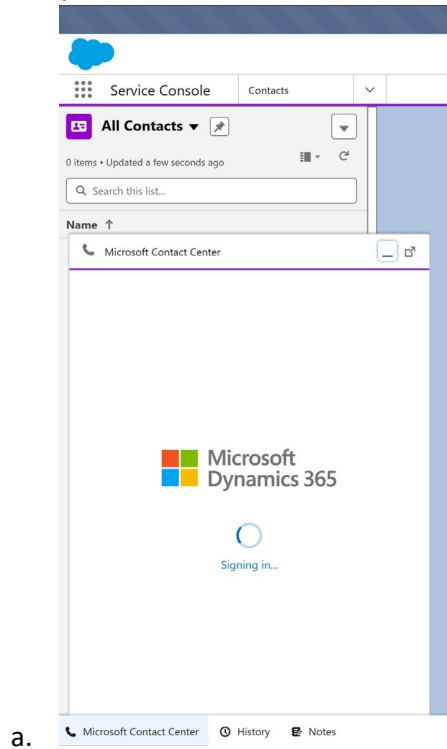 Service Console
Contacts
All Contacts
0 items • Updated a few seconds ago
Search this list...
Name ↑
Microsoft Contact Center
Microsoft
Dynamics 365
Signing in...
a.
Microsoft Contact Center
History
Notes